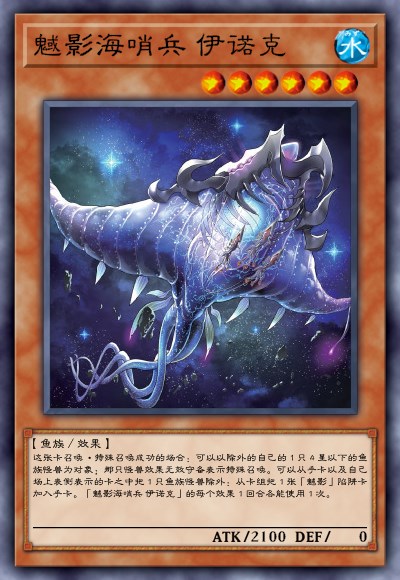 魊影海哨兵 伊诺克
水
【鱼族／效果】
这张卡召唤・特殊召唤成功的场合：可以以除外的自己的1只4星以下的鱼
族怪兽为对象；那只怪兽效果无效守备表示特殊召唤。可以从手卡以及自己
场上表侧表示的卡之中把1只鱼族怪兽除外：从卡组把1张「魊影」陷阱卡
加入手卡。「魊影海哨兵 伊诺克」的每个效果1回合各能使用1次。
ATK/2100 DEF/ 0